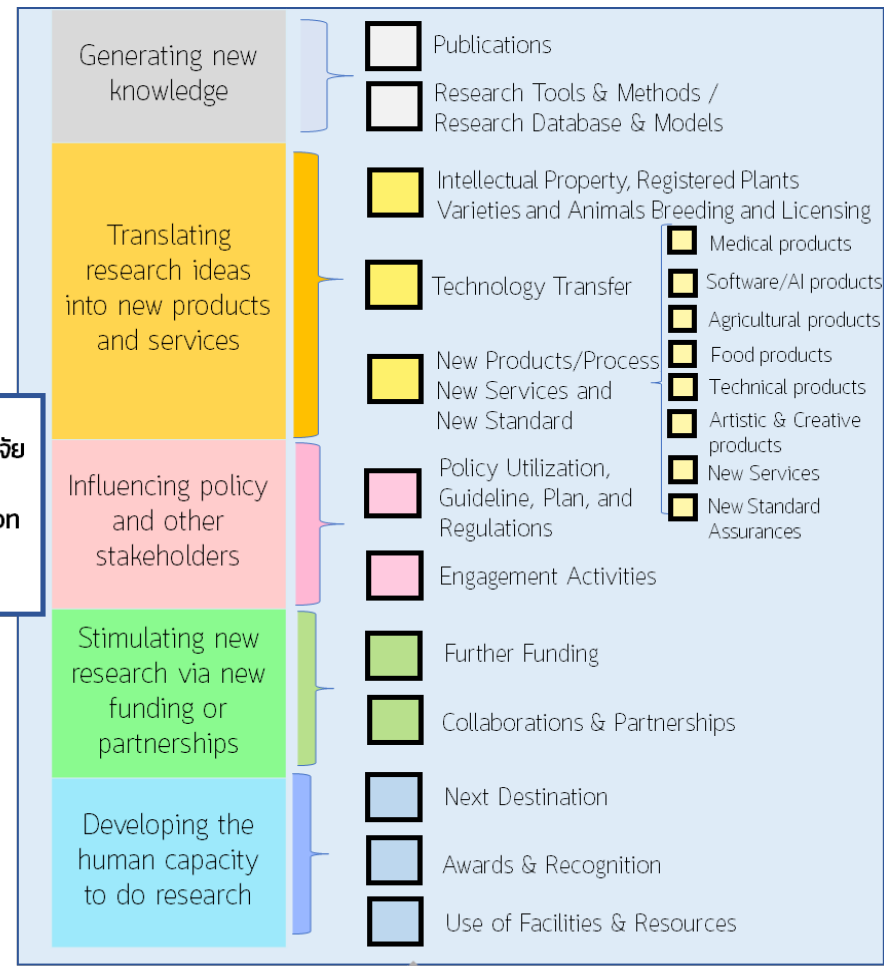 Generating new
knowledge
Publications
Research Tools & Methods /
Research Database & Models
Translating
research ideas
into new products
and services
Intellectual Property, Registered Plants
Varieties and Animals Breeding and Licensing
Technology Transfer
New Products/Process
New Services and
New Standard
Medical products
Software/AI products
Agricultural products
Food products
Technical products
Artistic & Creative
products
New Services
New Standard
Assurances
Influencing policy
and other
stakeholders
Policy Utilization,
Guideline, Plan, and
Regulations
Engagement Activities
Stimulating new
research via new
funding or
partnerships
Further Funding
Collaborations & Partnerships
Developing the
human capacity
to do research
Next Destination
Awards & Recognition
Use of Facilities & Resources